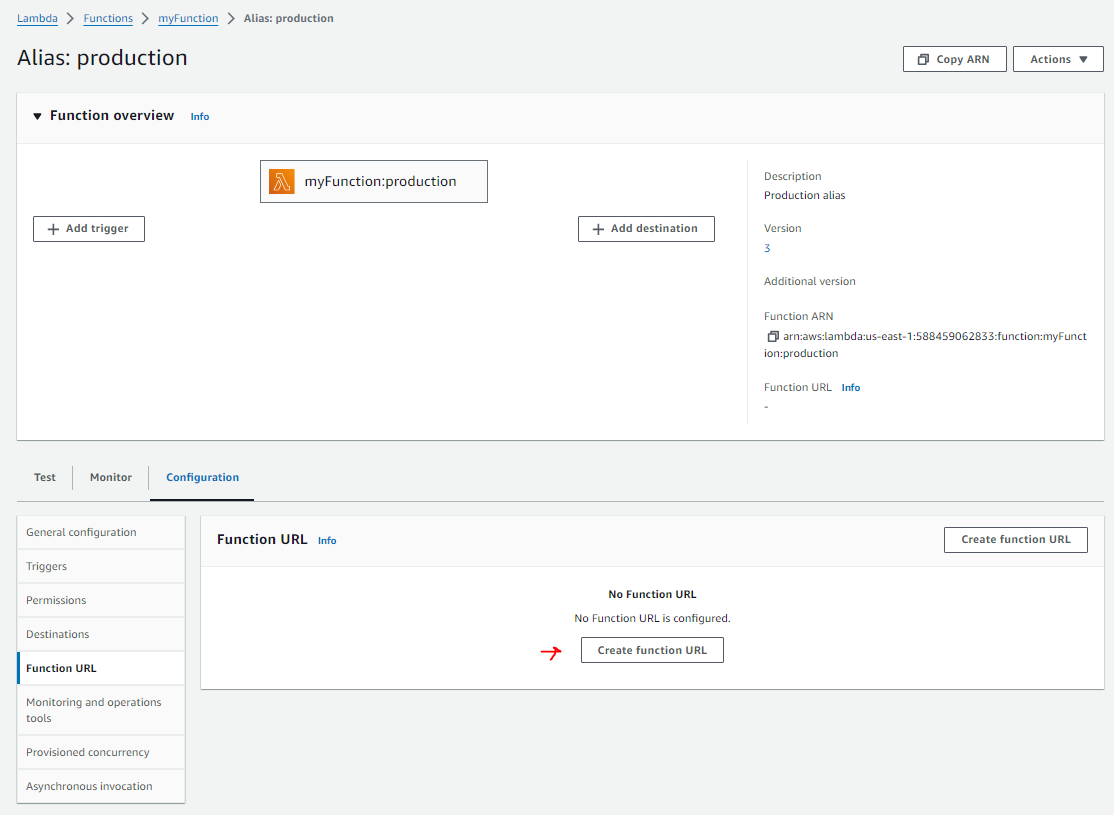 Lambda > Functions > myFunction > Alias: production
Alias: production
Copy ARN
Actions
Function overview Info
myFunction:production
Add trigger
Add destination
Description
Production alias
Version
3
Additional version
Function ARN
arn:aws:lambda:us-east-1:588459062833:function:myFunct
ion:production
Function URL Info
-
Test
Monitor
Configuration
General configuration
Triggers
Permissions
Destinations
Function URL
Monitoring and operations
tools
Provisioned concurrency
Asynchronous invocation
Function URL Info
Create function URL
No Function URL
No Function URL is configured.
Create function URL